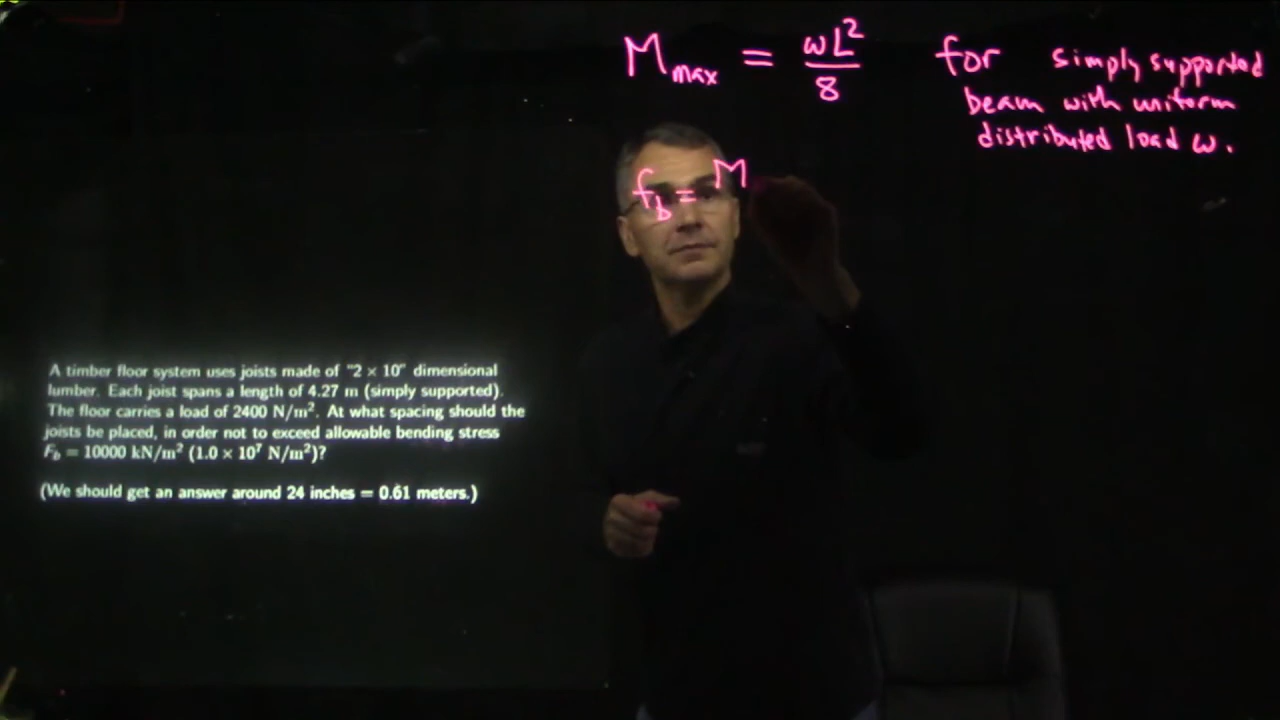 M_max = ωL²/8 for simply supported
beam with uniform
distributed load ω.
f_b = M
A timber floor system uses joists made of "2 × 10" dimensional
lumber. Each joist spans a length of 4.27 m (simply supported).
The floor carries a load of 2400 N/m². At what spacing should the
joists be placed, in order not to exceed allowable bending stress
F_b = 10000 kN/m² (1.0 × 10⁷ N/m²)?
(We should get an answer around 24 inches = 0.61 meters.)